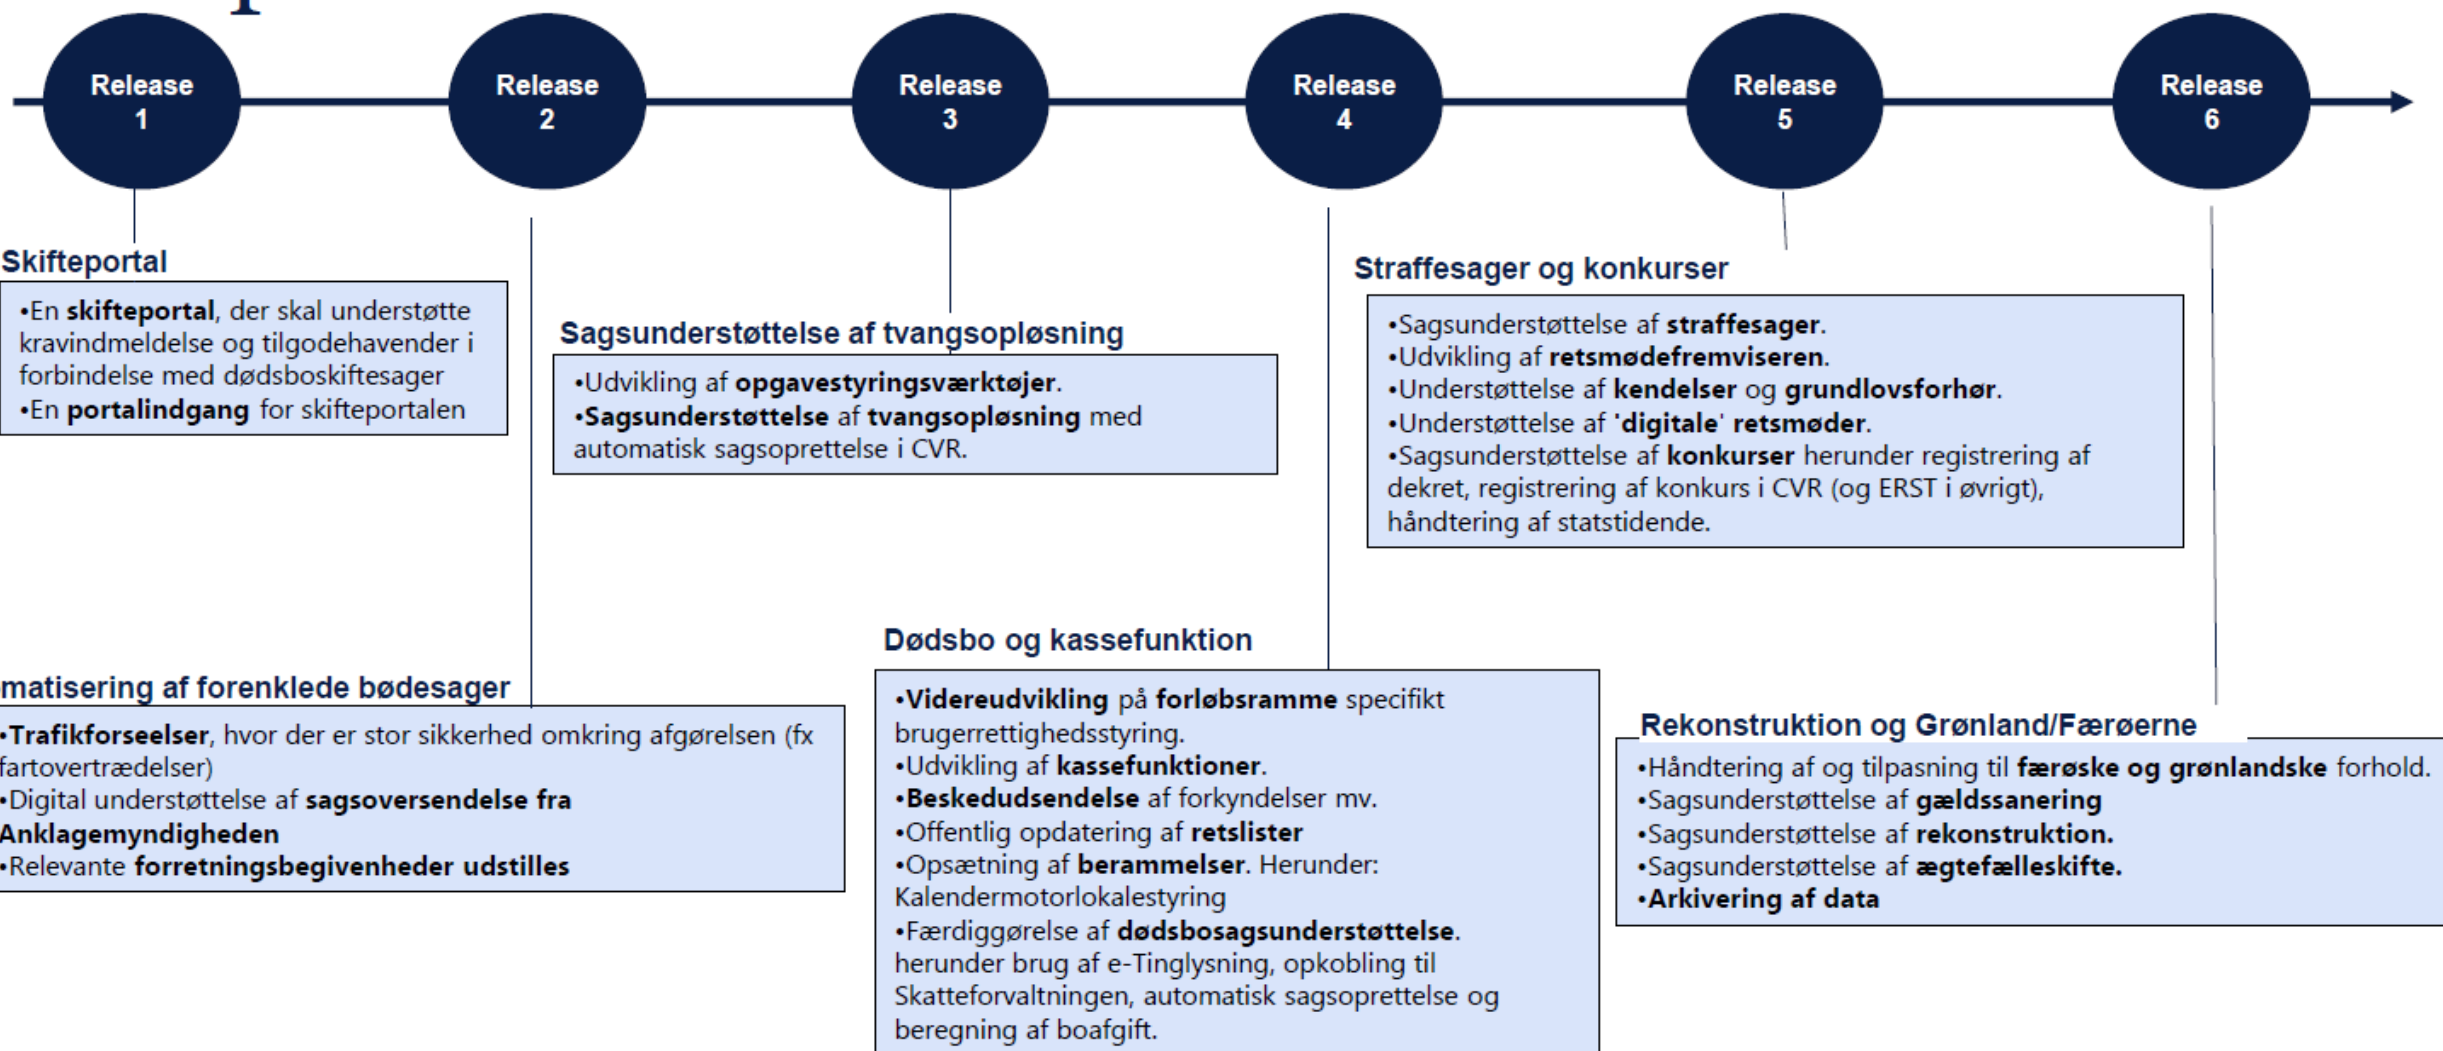 Release
1
Release
2
Release
3
Release
4
Release
5
Release
6
Skifteportal
•En skifteportal, der skal understøtte
kravindmeldelse og tilgodehavender i
forbindelse med dødsboskiftesager
•En portalindgang for skifteportalen
matisering af forenklede bødesager
•Trafikforseelser, hvor der er stor sikkerhed omkring afgørelsen (fx
fartovertrædelser)
•Digital understøttelse af sagsoversendelse fra
Anklagemyndigheden
•Relevante forretningsbegivenheder udstilles
Sagsunderstøttelse af tvangsopløsning
•Udvikling af opgavestyringsværktøjer.
•Sagsunderstøttelse af tvangsopløsning med
automatisk sagsoprettelse i CVR.
Dødsbo og kassefunktion
•Videreudvikling på forløbsramme specifikt
brugerrettighedsstyring.
•Udvikling af kassefunktioner.
•Beskedudsendelse af forkyndelser mv.
•Offentlig opdatering af retslister
•Opsætning af berammelser. Herunder:
Kalendermotorlokalestyring
•Færdiggørelse af dødsbosagsunderstøttelse.
herunder brug af e-Tinglysning, opkobling til
Skatteforvaltningen, automatisk sagsoprettelse og
beregning af boafgift.
Straffesager og konkurser
•Sagsunderstøttelse af straffesager.
•Udvikling af retsmødefremviseren.
•Understøttelse af kendelser og grundlovsforhør.
•Understøttelse af 'digitale' retsmøder.
•Sagsunderstøttelse af konkurser herunder registrering af
dekret, registrering af konkurs i CVR (og ERST i øvrigt),
håndtering af statstidende.
Rekonstruktion og Grønland/Færøerne
•Håndtering af og tilpasning til færøske og grønlandske forhold.
•Sagsunderstøttelse af gældssanering
•Sagsunderstøttelse af rekonstruktion.
•Sagsunderstøttelse af ægtefælleskifte.
•Arkivering af data